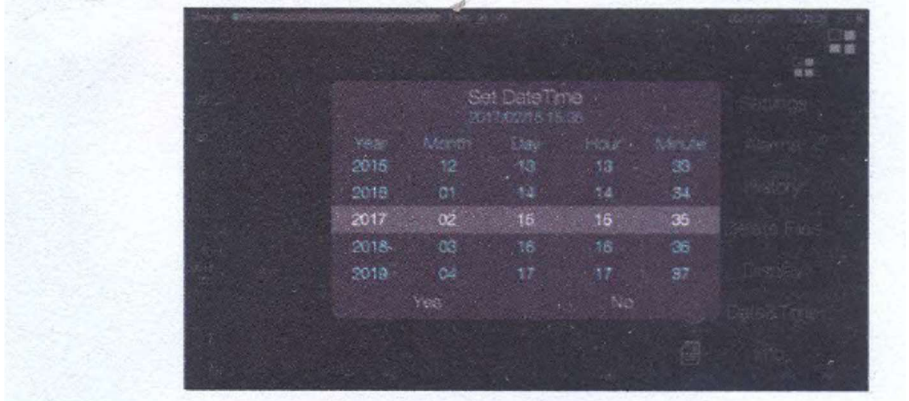 Set DateTime
2017/02/15 15:35
Year Month Day Hour Minute
2015 12 13 13 33
2016 01 14 14 34
2017 02 15 15 35
2018 03 16 16 36
2019 04 17 17 37
Yes No
Settings
Alarms
History
Delete Files
Display
Date&Time
Info